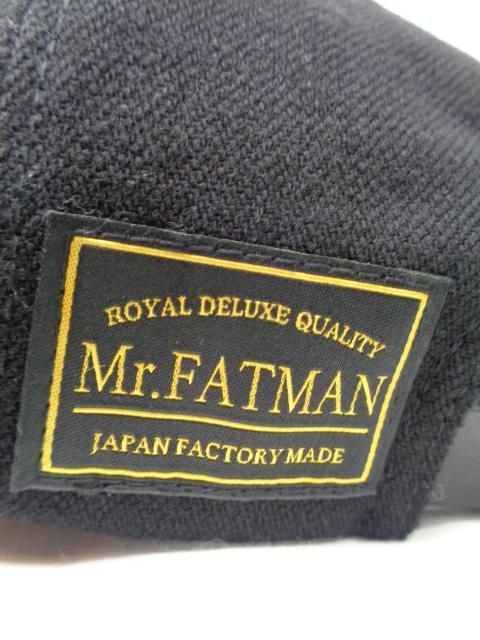 ROYAL DELUXE QUALITY
Mr.FATMAN
JAPAN FACTORY MADE